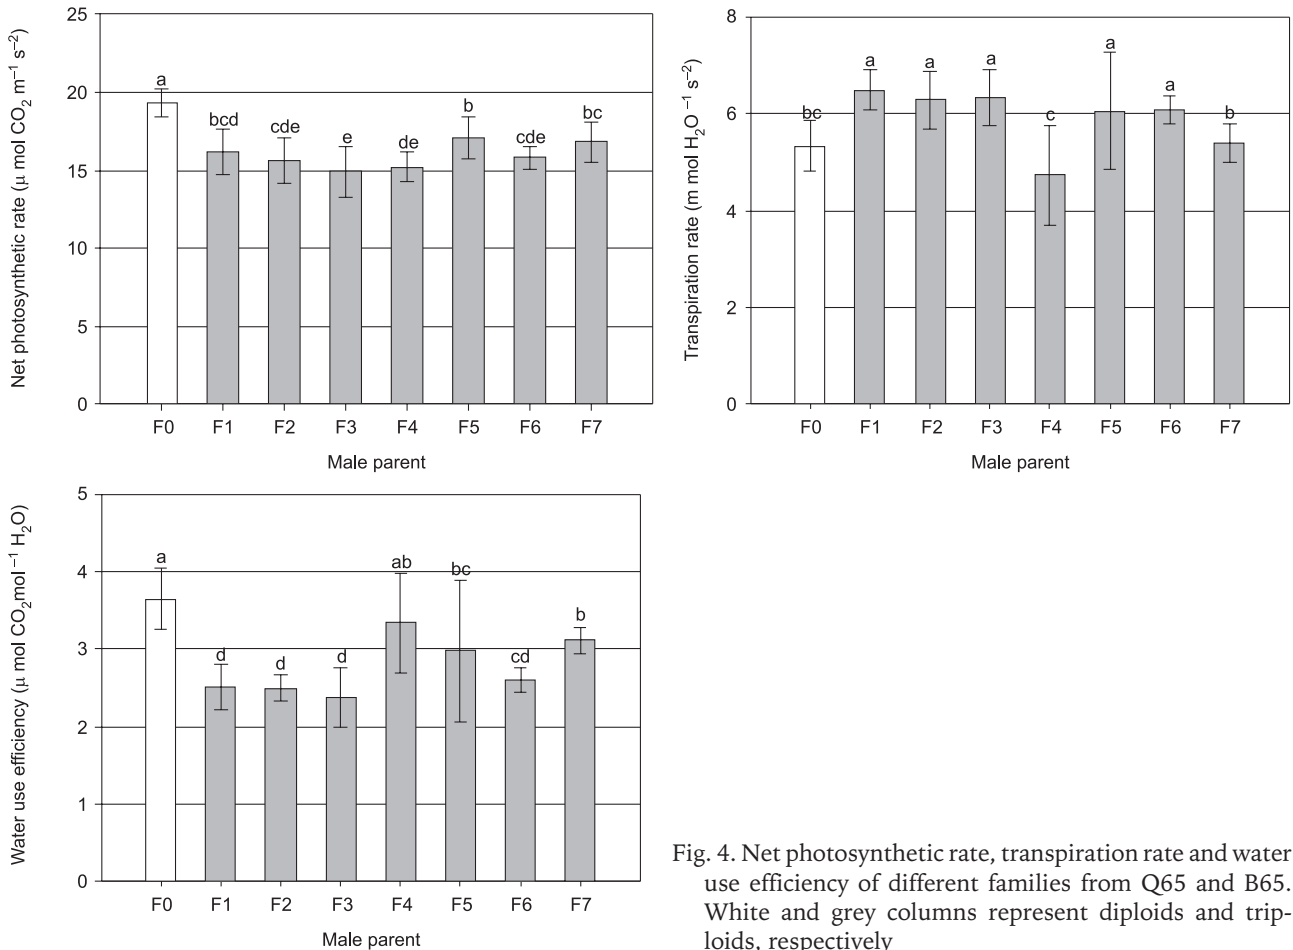 25
20
15
10
5
0
Net photosynthetic rate (μ mol CO₂ m⁻¹ s⁻²)
a
bcd
cde
e
de
b
cde
bc
F0 F1 F2 F3 F4 F5 F6 F7
Male parent
8
6
4
2
0
Transpiration rate (m mol H₂O⁻¹ s⁻²)
bc
a
a
a
c
a
a
b
F0 F1 F2 F3 F4 F5 F6 F7
Male parent
5
4
3
2
1
0
Water use efficiency (μ mol CO₂mol⁻¹ H₂O)
a
d
d
d
ab
bc
cd
b
F0 F1 F2 F3 F4 F5 F6 F7
Male parent
Fig. 4. Net photosynthetic rate, transpiration rate and water
use efficiency of different families from Q65 and B65.
White and grey columns represent diploids and trip-
loids, respectively